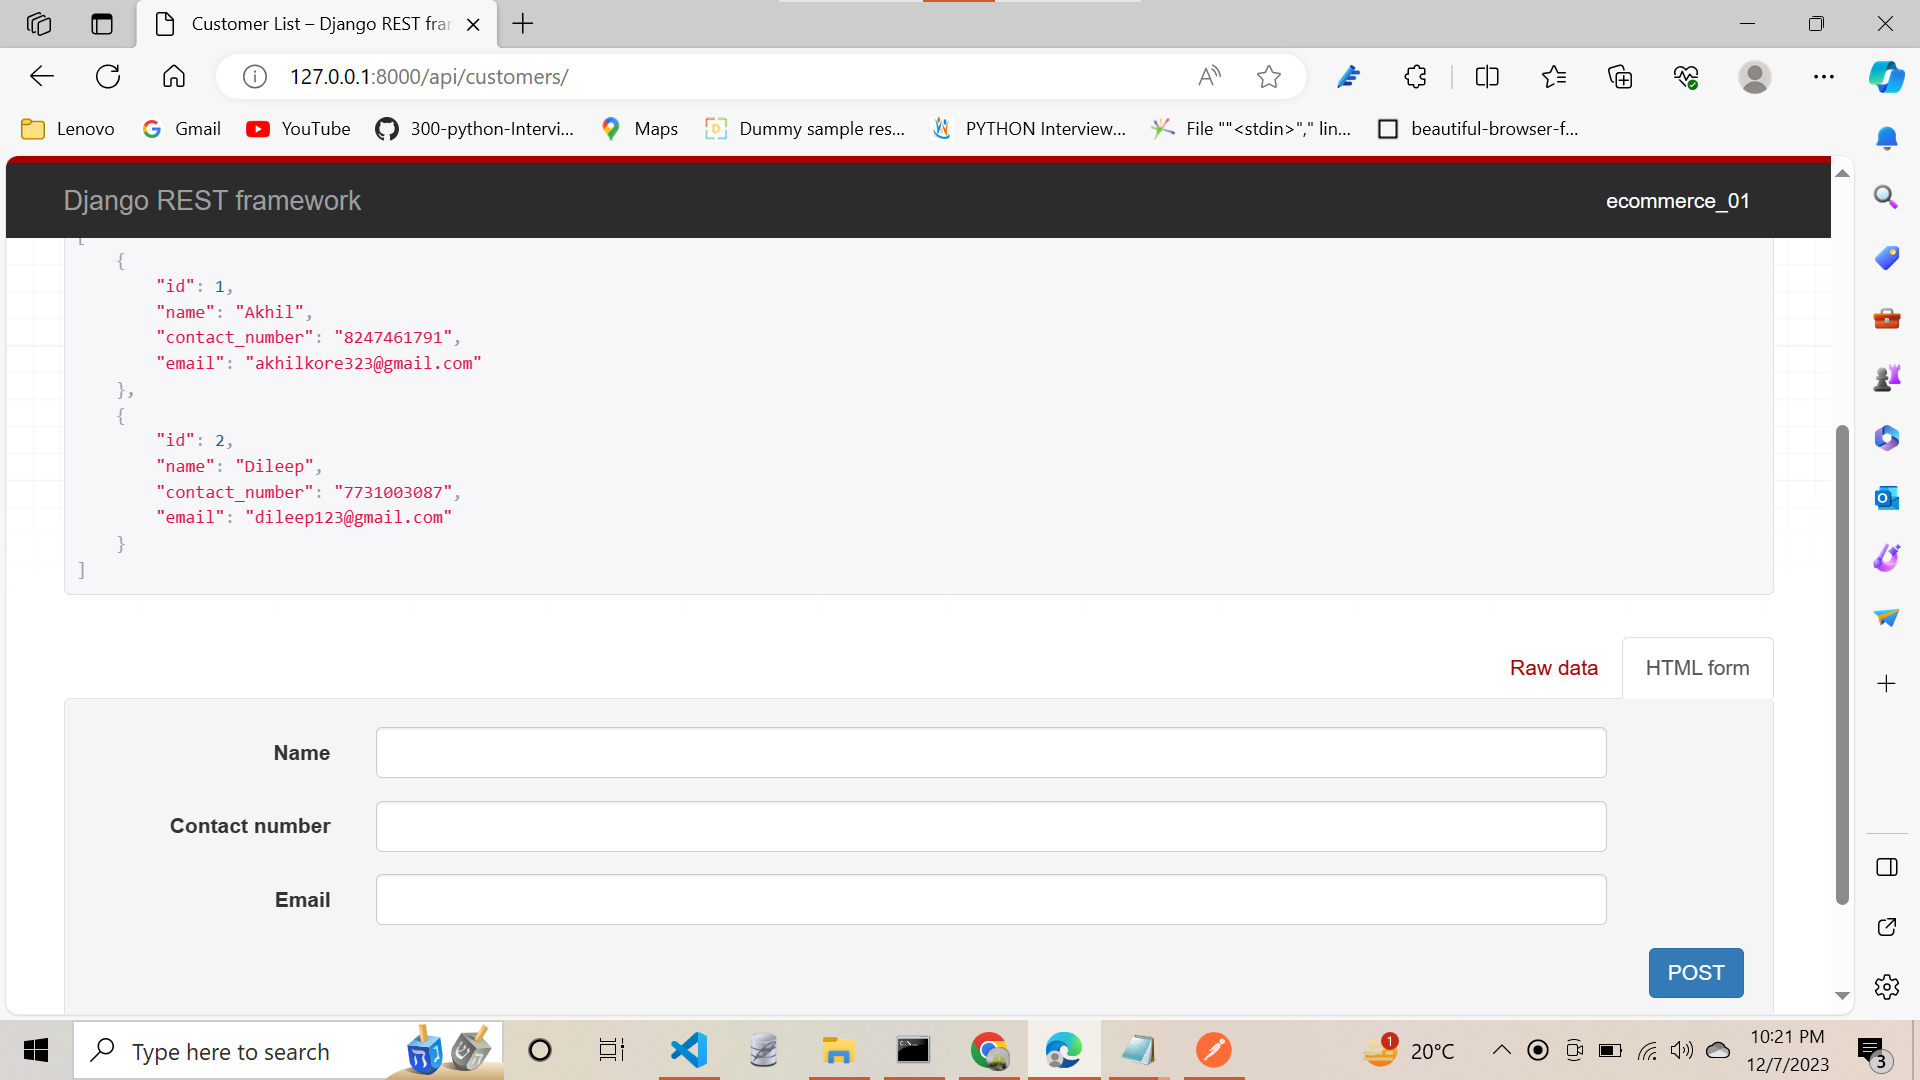 Customer List – Django REST fran
127.0.0.1:8000/api/customers/
Lenovo Gmail YouTube 300-python-Intervi... Maps Dummy sample res... PYTHON Interview... File ""<stdin>"," lin... beautiful-browser-f...
Django REST framework ecommerce_01
[
{
"id": 1,
"name": "Akhil",
"contact_number": "8247461791",
"email": "akhilkore323@gmail.com"
},
{
"id": 2,
"name": "Dileep",
"contact_number": "7731003087",
"email": "dileep123@gmail.com"
}
]
Raw data HTML form
Name
Contact number
Email
POST
Type here to search 1 20°C 10:21 PM
12/7/2023 3